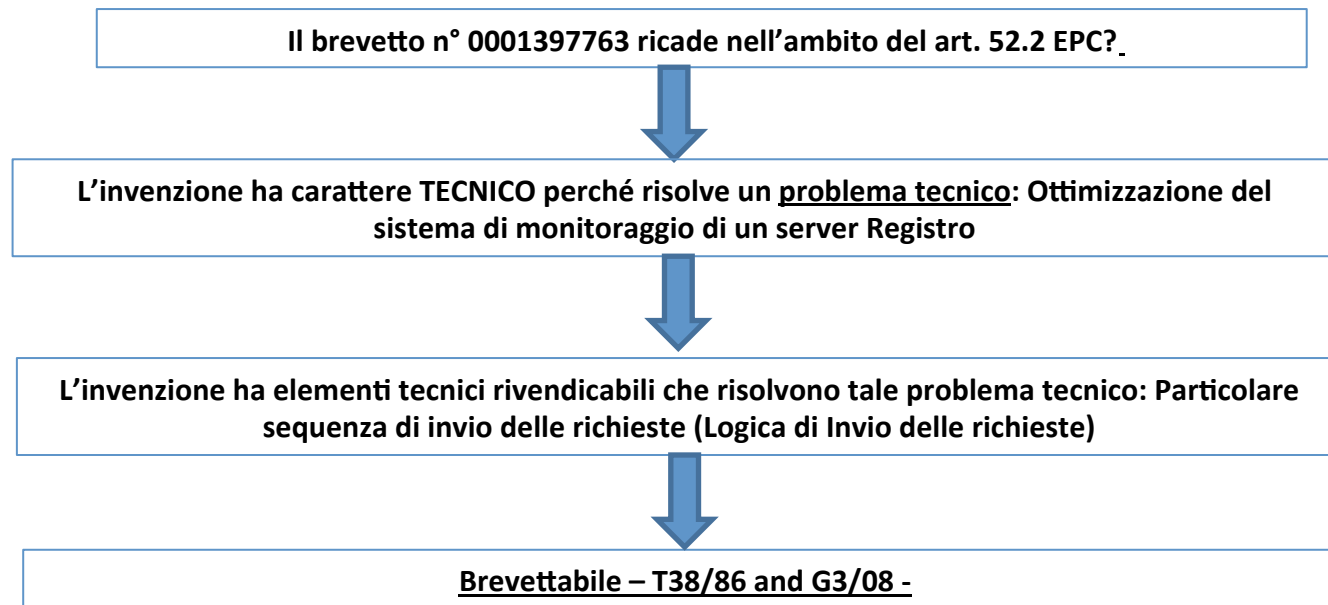 Il brevetto n° 0001397763 ricade nell’ambito del art. 52.2 EPC?
L’invenzione ha carattere TECNICO perché risolve un problema tecnico: Ottimizzazione del
sistema di monitoraggio di un server Registro
L’invenzione ha elementi tecnici rivendicabili che risolvono tale problema tecnico: Particolare
sequenza di invio delle richieste (Logica di Invio delle richieste)
Brevettabile – T38/86 and G3/08 -